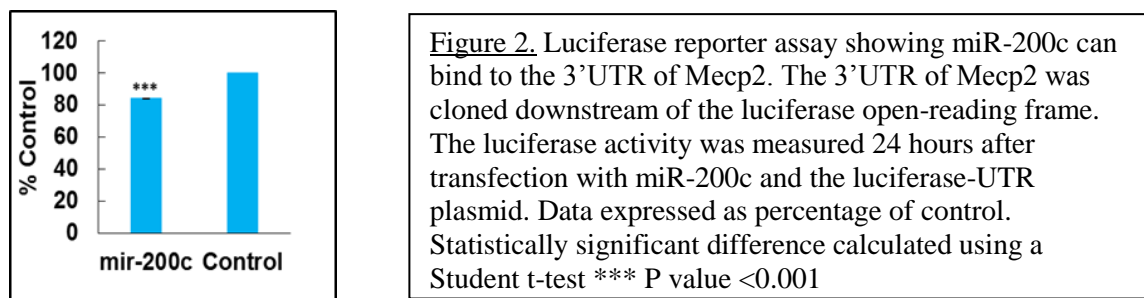 120
100
80
60
40
20
0
% Control
***
mir-200c Control
Figure 2. Luciferase reporter assay showing miR-200c can
bind to the 3’UTR of Mecp2. The 3’UTR of Mecp2 was
cloned downstream of the luciferase open-reading frame.
The luciferase activity was measured 24 hours after
transfection with miR-200c and the luciferase-UTR
plasmid. Data expressed as percentage of control.
Statistically significant difference calculated using a
Student t-test *** P value <0.001